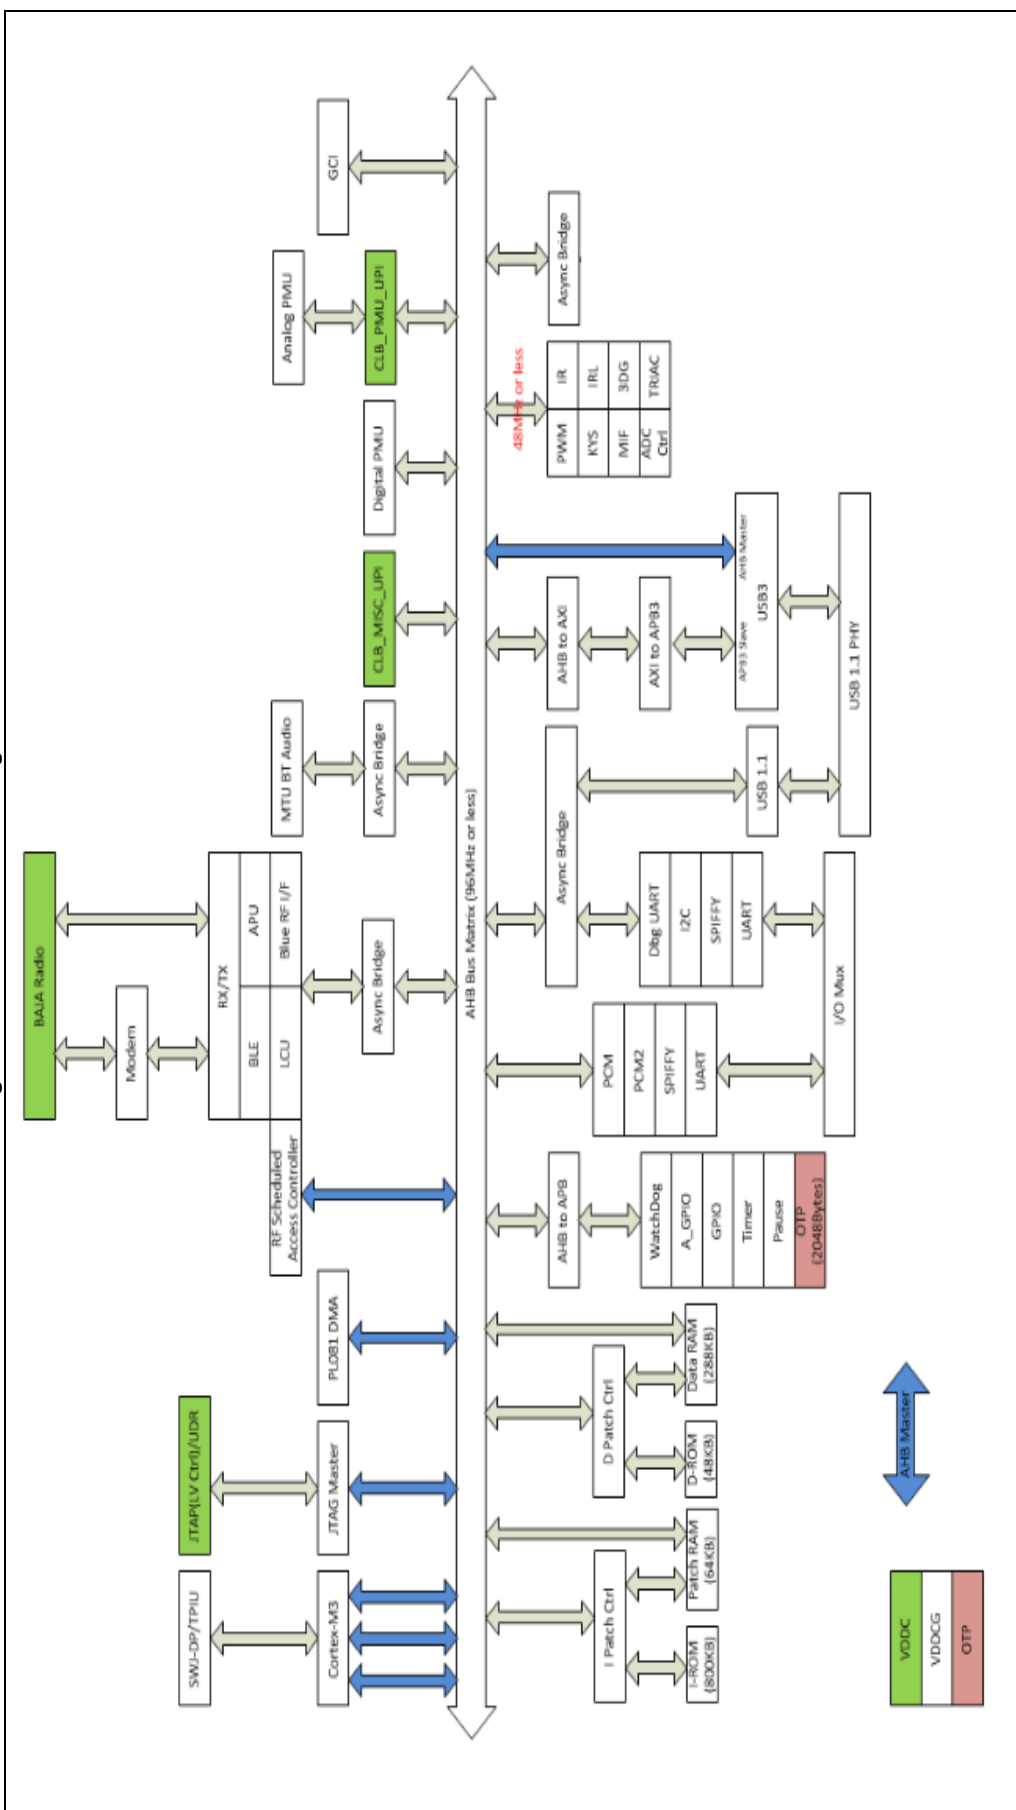 SWJ-DP/TPIU
JTAP(LV Ctrl)/UDR
Cortex-M3
JTAG Master
PL081 DMA
RF Scheduled
Access Controller
BAJA Radio
Modem
RX/TX
BLE
APU
LCU
Blue RF I/F
Async Bridge
MTU BT Audio
Async Bridge
CLB_MISC_UPI
Digital PMU
Analog PMU
CLB_PMU_UPI
GCI
AHB Bus Matrix (96MHz or less)
I Patch Ctrl
I-ROM
(800KB)
Patch RAM
(64KB)
D Patch Ctrl
D-ROM
(48KB)
Data RAM
(288KB)
AHB to APB
WatchDog
A_GPIO
GPIO
Timer
Pause
OTP
(2048Bytes)
PCM
PCM2
SPIFFY
UART
Async Bridge
Dbg UART
I2C
SPIFFY
UART
I/O Mux
USB 1.1
AHB to AXI
AXI to APB3
APB3 Slave
AHB Master
USB3
USB 1.1 PHY
48MHz or less
PWM
IR
KYS
IRL
MIF
3DG
ADC
Ctrl
TRIAC
Async Bridge
VDDC
VDDCG
OTP
AHB Master